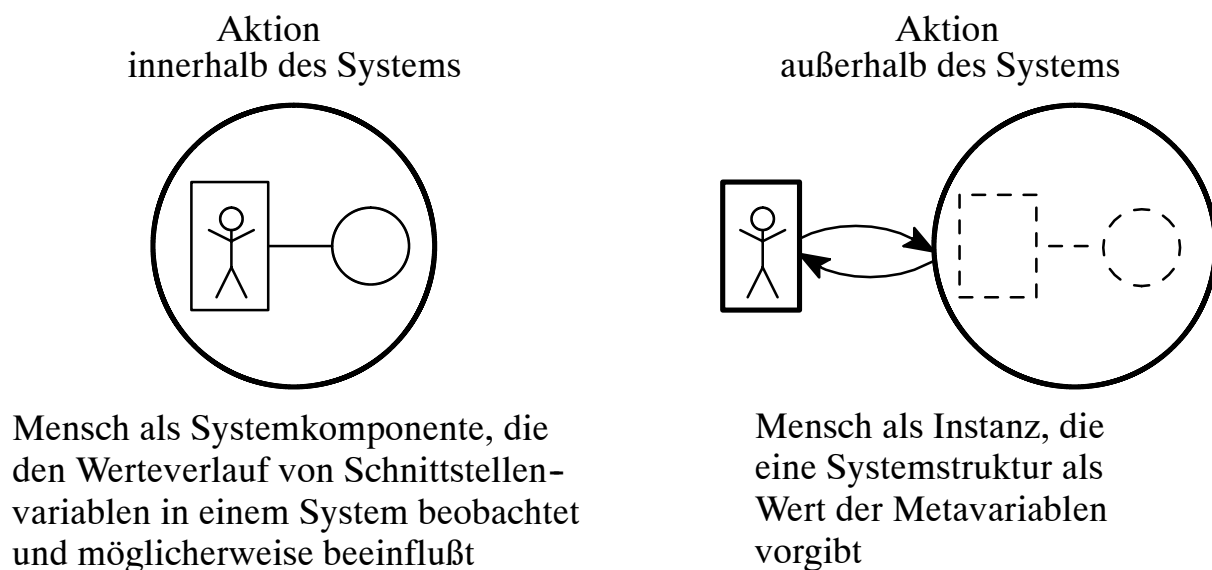 Aktion
innerhalb des Systems
Mensch als Systemkomponente, die
den Werteverlauf von Schnittstellen-
variablen in einem System beobachtet
und möglicherweise beeinflußt
Aktion
außerhalb des Systems
Mensch als Instanz, die
eine Systemstruktur als
Wert der Metavariablen
vorgibt